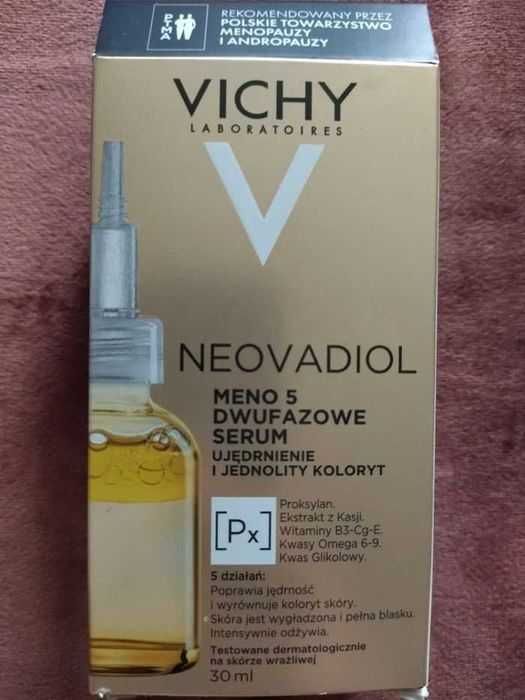 PTMA
REKOMENDOWANY PRZEZ
POLSKIE TOWARZYSTWO
MENOPAUZY
I ANDROPAUZY
VICHY
LABORATOIRES
V
NEOVADIOL
MENO 5
DWUFAZOWE
SERUM
UJĘDRNIENIE
I JEDNOLITY KOLORYT
[Px]
Proksylan.
Ekstrakt z Kasji.
Witaminy B3-Cg-E.
Kwasy Omega 6-9.
Kwas Glikolowy.
5 działań:
Poprawia jędrność
i wyrównuje koloryt skóry.
Skóra jest wygładzona i pełna blasku.
Intensywnie odżywia.
Testowane dermatologicznie
na skórze wrażliwej
30 ml